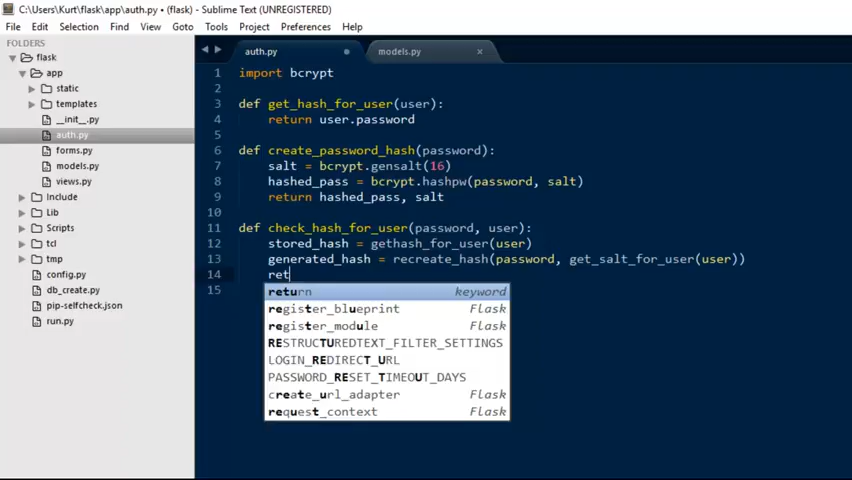 C:\Users\Kurt\flask\app\auth.py • (flask) - Sublime Text (UNREGISTERED)
File Edit Selection Find View Goto Tools Project Preferences Help
FOLDERS
flask
app
static
templates
__init__.py
auth.py
forms.py
models.py
views.py
Include
Lib
Scripts
tcl
tmp
config.py
db_create.py
pip-selfcheck.json
run.py
auth.py models.py
1 import bcrypt
2
3 def get_hash_for_user(user):
4 return user.password
5
6 def create_password_hash(password):
7 salt = bcrypt.gensalt(16)
8 hashed_pass = bcrypt.hashpw(password, salt)
9 return hashed_pass, salt
10
11 def check_hash_for_user(password, user):
12 stored_hash = gethash_for_user(user)
13 generated_hash = recreate_hash(password, get_salt_for_user(user))
14 ret
15
return keyword
register_blueprint Flask
register_module Flask
RESTRUCTUREDTEXT_FILTER_SETTINGS
LOGIN_REDIRECT_URL
PASSWORD_RESET_TIMEOUT_DAYS
create_url_adapter Flask
request_context Flask